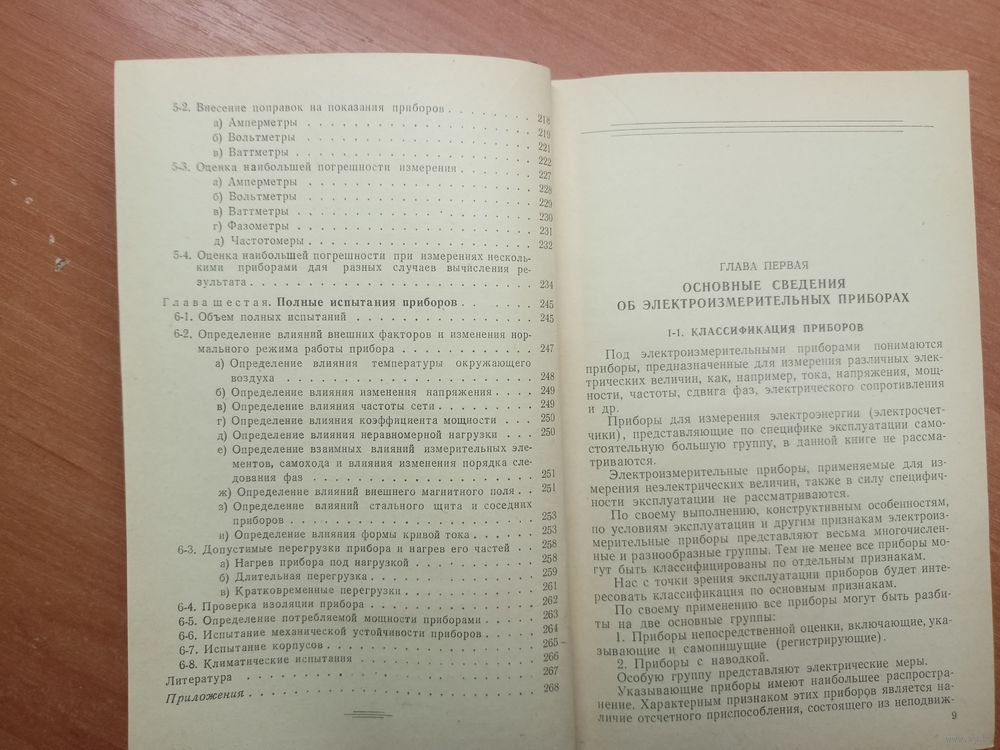 5-2. Внесение поправок на показания приборов . . . . . . 218
а) Амперметры . . . . . . . . . . . . 219
б) Вольтметры . . . . . . . . . . . . 221
в) Ваттметры . . . . . . . . . . . . 222
5-3. Оценка наибольшей погрешности измерения . . . . . 227
а) Амперметры . . . . . . . . . . . . 228
б) Вольтметры . . . . . . . . . . . . 229
в) Ваттметры . . . . . . . . . . . . 230
г) Фазометры . . . . . . . . . . . . 231
д) Частотомеры . . . . . . . . . . . . 232
5-4. Оценка наибольшей погрешности при измерениях несколь-
кими приборами для разных случаев вычисления ре-
зультата . . . . . . . . . . . . . . . 234
Глава шестая. Полные испытания приборов . . . . . 245
6-1. Объем полных испытаний . . . . . . . . . . 245
6-2. Определение влияний внешних факторов и изменения нор-
мального режима работы прибора . . . . . . . . 247
а) Определение влияния температуры окружающего
воздуха . . . . . . . . . . . . . . 248
б) Определение влияния изменения напряжения . . . . 249
в) Определение влияния частоты сети . . . . . . . 249
г) Определение влияния коэффициента мощности . . . 250
д) Определение влияния неравномерной нагрузки . . . 250
е) Определение взаимных влияний измерительных эле-
ментов, самохода и влияния изменения порядка сле-
дования фаз . . . . . . . . . . . . . 251
ж) Определение влияний внешнего магнитного поля . . 251
з) Определение влияний стального щита и соседних
приборов . . . . . . . . . . . . . . 253
и) Определение влияния формы кривой тока . . . . . 253
6-3. Допустимые перегрузки прибора и нагрев его частей . . 258
а) Нагрев прибора под нагрузкой . . . . . . . . 258
б) Длительная перегрузка . . . . . . . . . . . 259
в) Кратковременные перегрузки . . . . . . . . . 261
6-4. Проверка изоляции прибора . . . . . . . . . . 262
6-5. Определение потребляемой мощности приборами . . . . 263
6-6. Испытание механической устойчивости приборов . . . . 264
6-7. Испытание корпусов . . . . . . . . . . . . . 265
6-8. Климатические испытания . . . . . . . . . . . 266
Литература . . . . . . . . . . . . . . . . . 267
Приложения . . . . . . . . . . . . . . . . . 268
ГЛАВА ПЕРВАЯ
ОСНОВНЫЕ СВЕДЕНИЯ
ОБ ЭЛЕКТРОИЗМЕРИТЕЛЬНЫХ ПРИБОРАХ
1-1. КЛАССИФИКАЦИЯ ПРИБОРОВ
Под электроизмерительными приборами понимаются
приборы, предназначенные для измерения различных элек-
трических величин, как, например, тока, напряжения, мощ-
ности, частоты, сдвига фаз, электрического сопротивления
и др.
Приборы для измерения электроэнергии (электросчет-
чики), представляющие по специфике эксплуатации само-
стоятельную большую группу, в данной книге не рассма-
триваются.
Электроизмерительные приборы, применяемые для из-
мерения неэлектрических величин, также в силу специфич-
ности эксплуатации не рассматриваются.
По своему выполнению, конструктивным особенностям,
по условиям эксплуатации и другим признакам электроиз-
мерительные приборы представляют весьма многочислен-
ные и разнообразные группы. Тем не менее все приборы мо-
гут быть классифицированы по отдельным признакам.
Нас с точки зрения эксплуатации приборов будет инте-
ресовать классификация по основным признакам.
По своему применению все приборы могут быть разби-
ты на две основные группы:
1. Приборы непосредственной оценки, включающие, ука-
зывающие и самопишущие (регистрирующие).
2. Приборы с наводкой.
Особую группу представляют электрические меры.
Указывающие приборы имеют наибольшее распростра-
нение. Характерным признаком этих приборов является на-
личие отсчетного приспособления, состоящего из неподвиж-
9